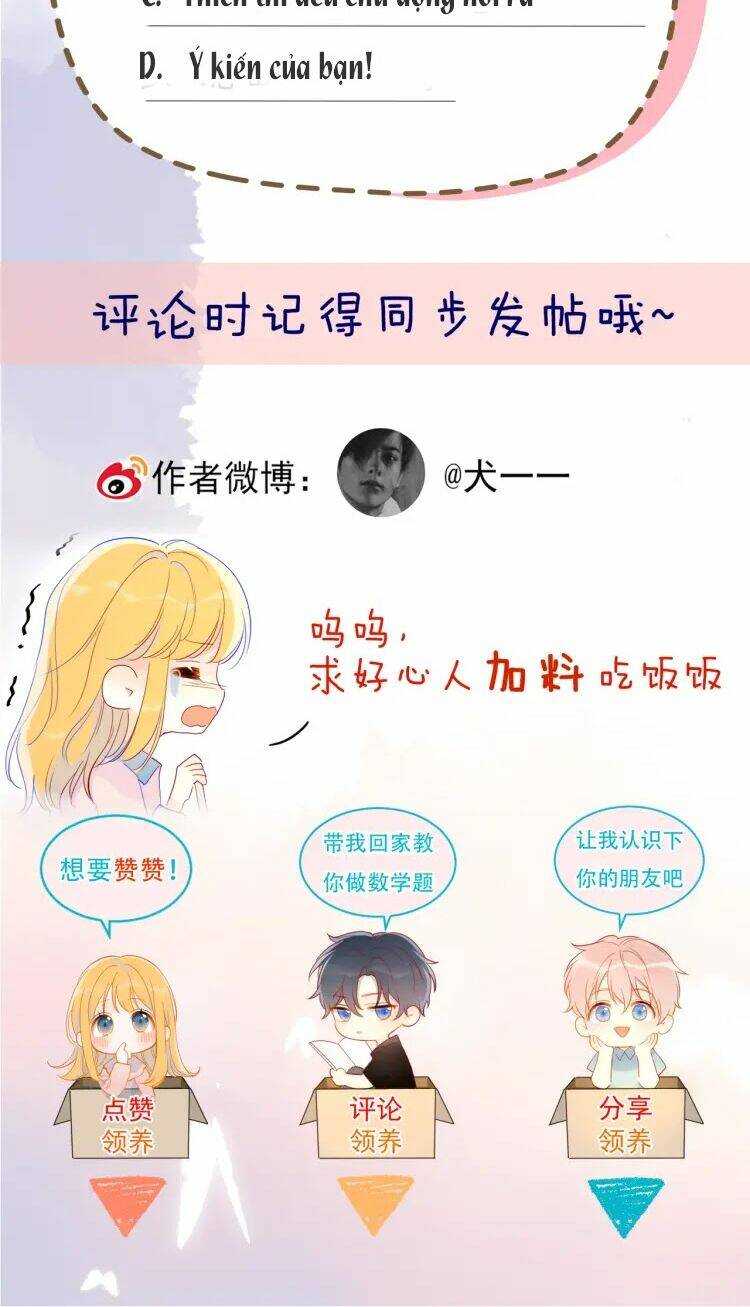 D. Ý kiến của bạn!
评论时记得同步发帖哦~
作者微博： @犬一一
呜呜，
求好心人加料吃饭饭
想要赞赞！
带我回家教
你做数学题
让我认识下
你的朋友吧
点赞
领养
评论
领养
分享
领养